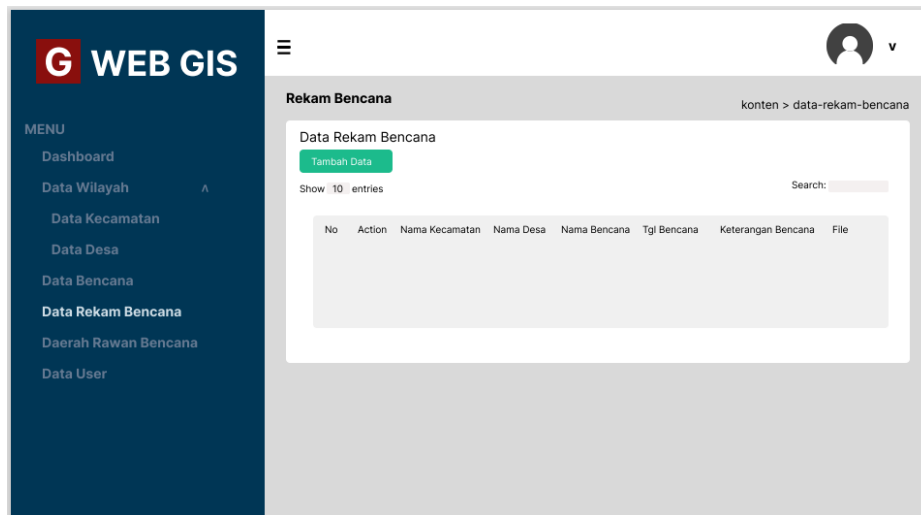 G WEB GIS
MENU
Dashboard
Data Wilayah ʌ
Data Kecamatan
Data Desa
Data Bencana
Data Rekam Bencana
Daerah Rawan Bencana
Data User
v
Rekam Bencana
konten > data-rekam-bencana
Data Rekam Bencana
Tambah Data
Show 10 entries
Search:
No Action Nama Kecamatan Nama Desa Nama Bencana Tgl Bencana Keterangan Bencana File